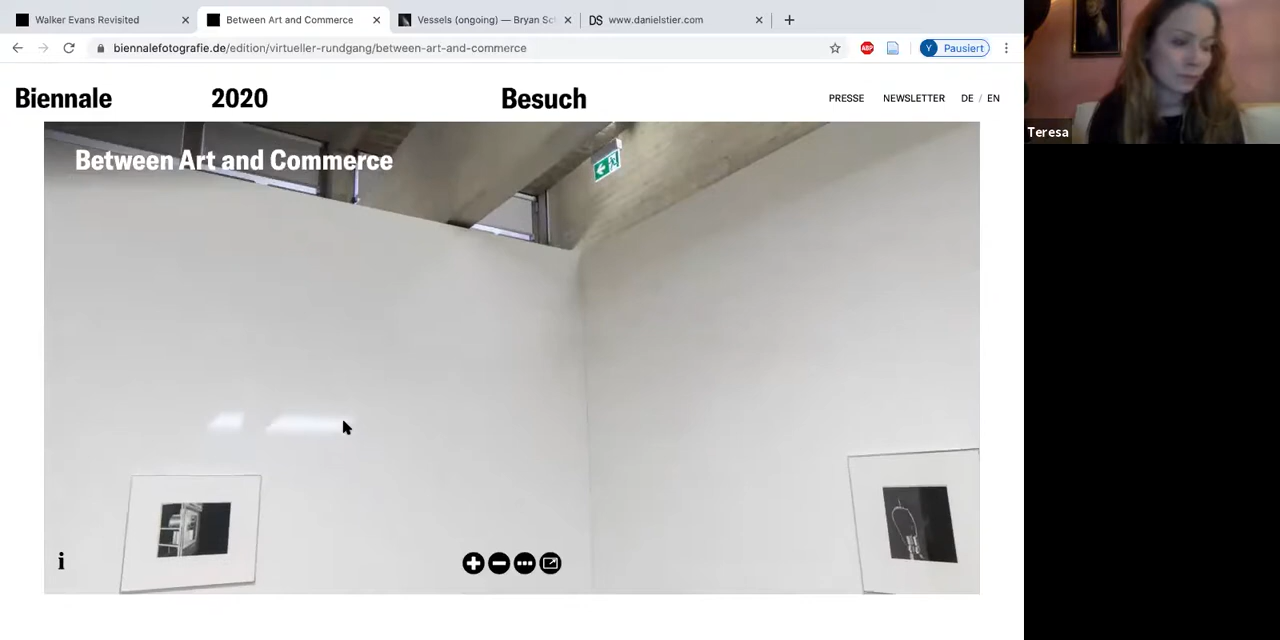 Walker Evans Revisited
Between Art and Commerce
Vessels (ongoing) — Bryan Sc
DS www.danielstier.com
biennalefotografie.de/edition/virtueller-rundgang/between-art-and-commerce
ABP
Y Pausiert
Biennale 2020 Besuch PRESSE NEWSLETTER DE / EN
Between Art and Commerce
Teresa
i